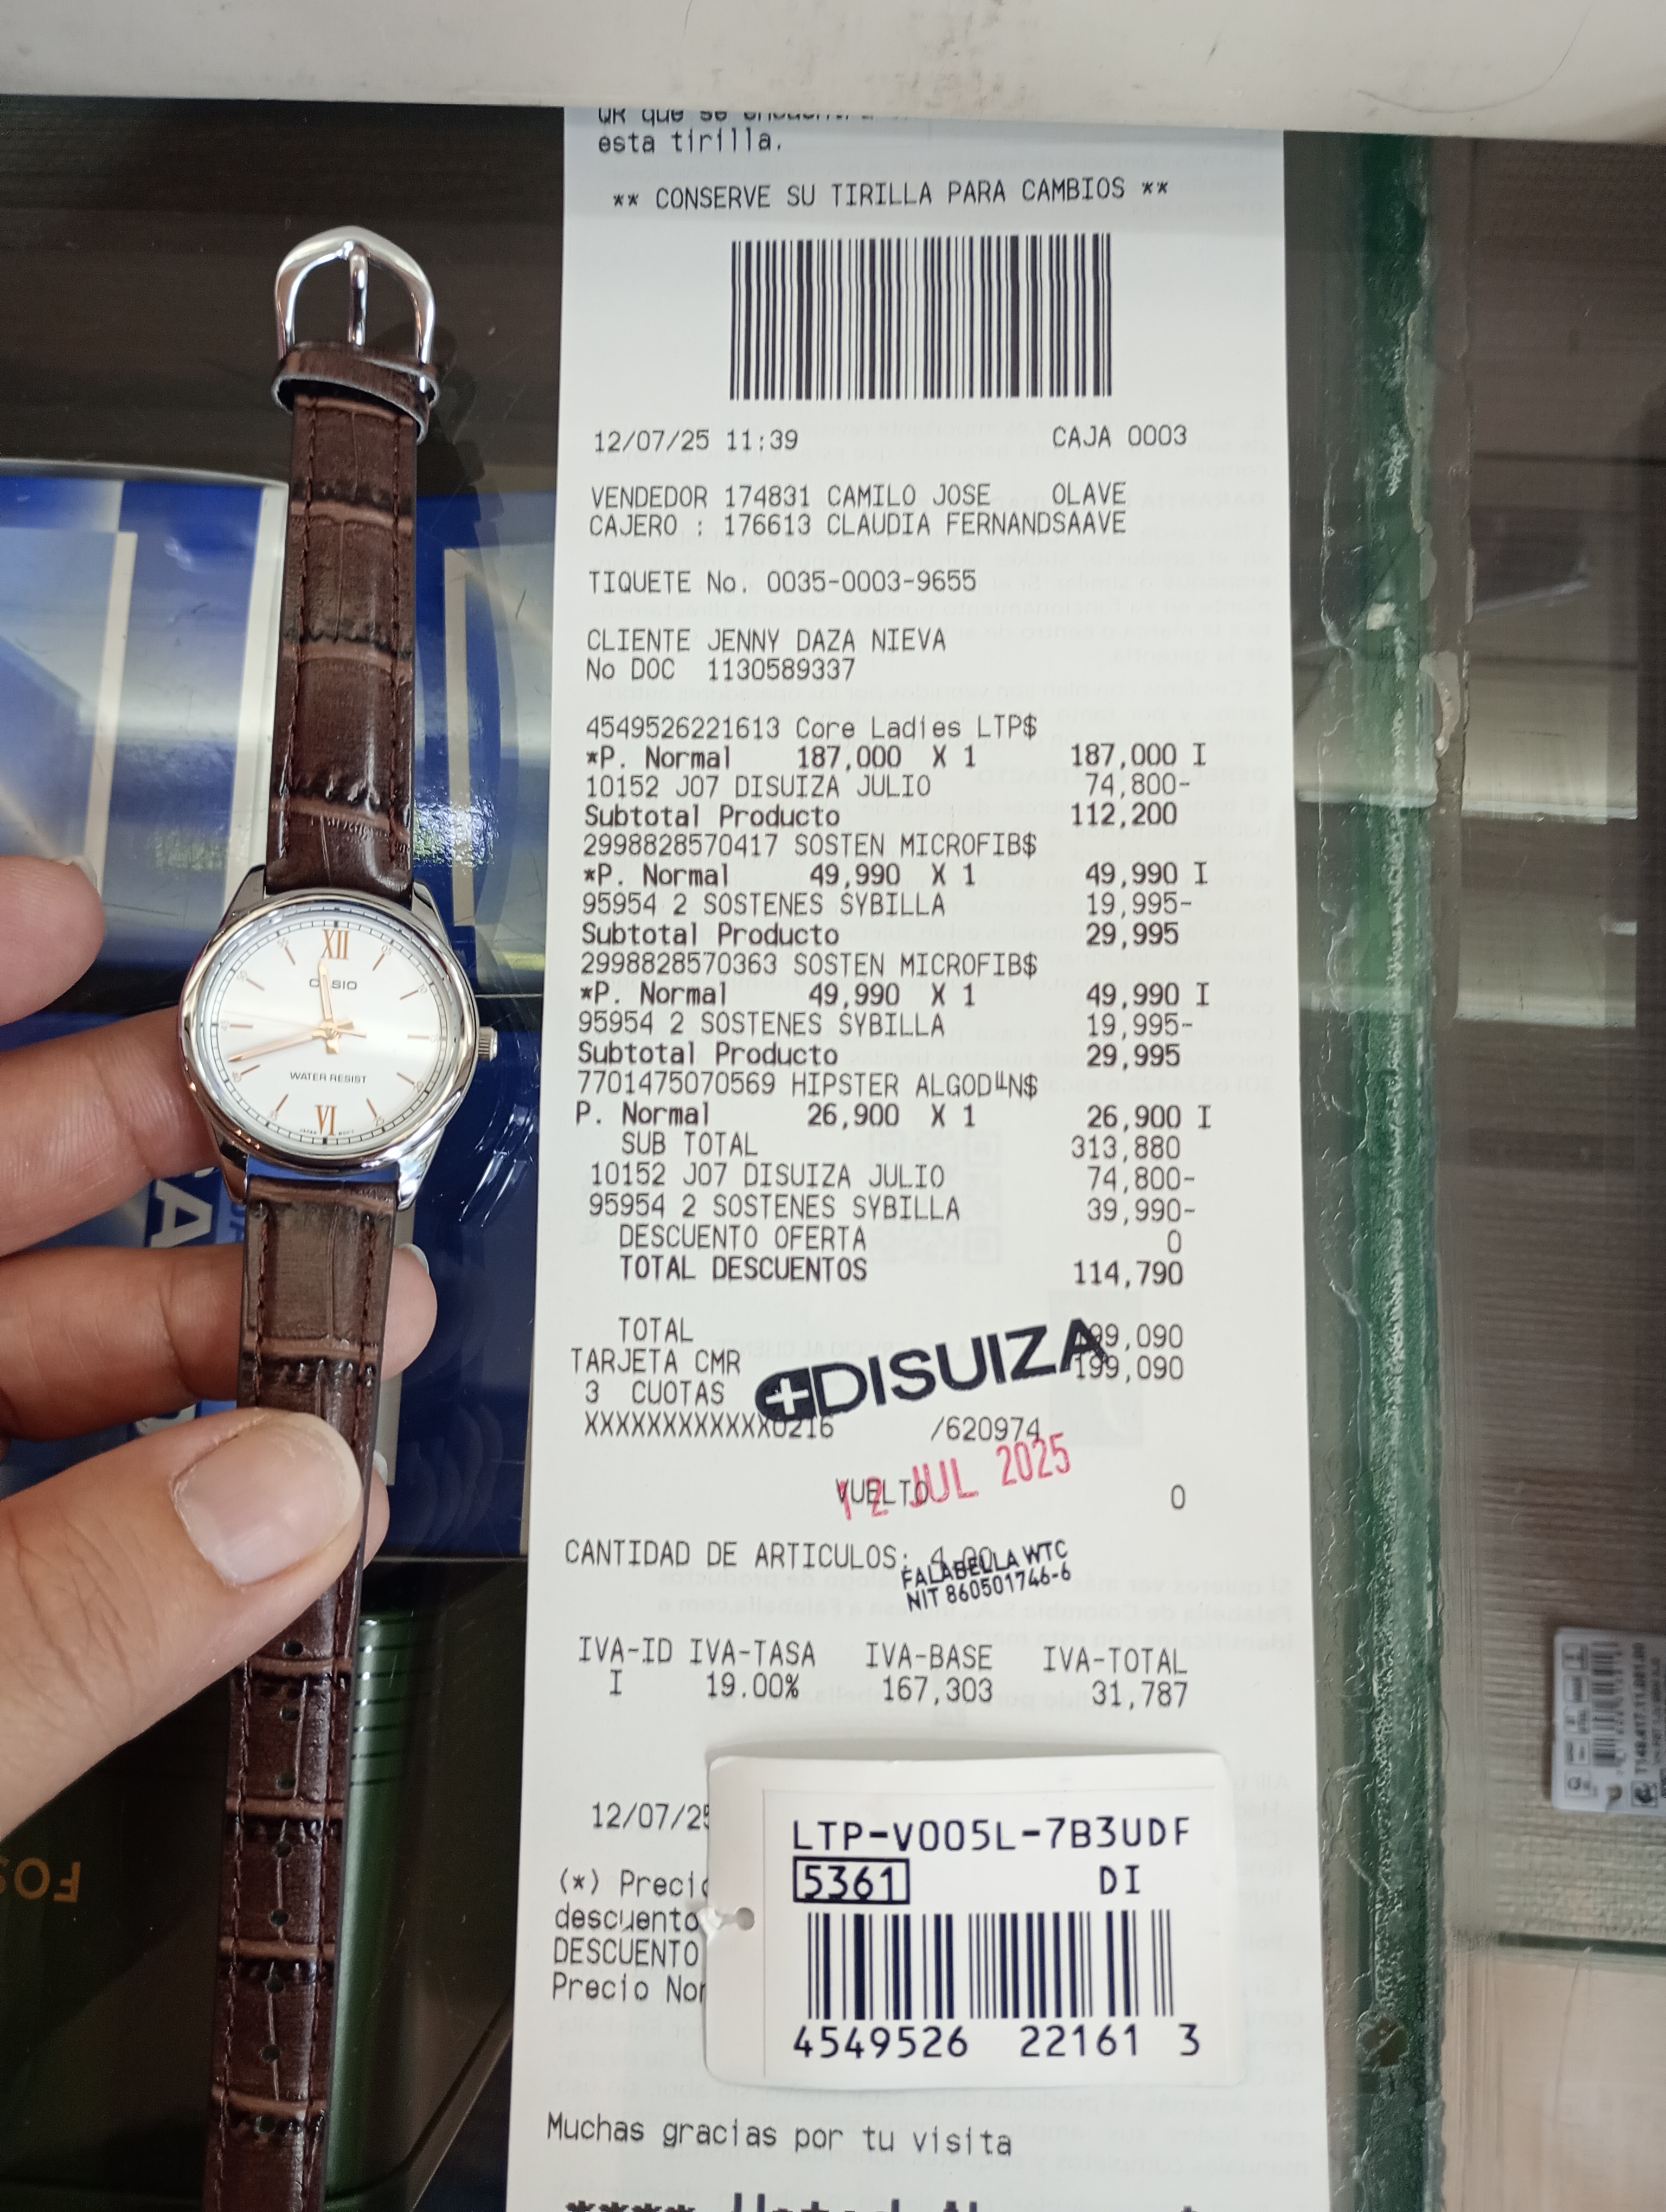 esta tirilla.
** CONSERVE SU TIRILLA PARA CAMBIOS **
12/07/25 11:39 CAJA 0003
VENDEDOR 174831 CAMILO JOSE OLAVE
CAJERO : 176613 CLAUDIA FERNANDSAAVE
TIQUETE No. 0035-0003-9655
CLIENTE JENNY DAZA NIEVA
No DOC 1130589337
4549526221613 Core Ladies LTP$
*P. Normal 187,000 X 1 187,000 I
10152 J07 DISUIZA JULIO 74,800-
Subtotal Producto 112,200
2998828570417 SOSTEN MICROFIB$
*P. Normal 49,990 X 1 49,990 I
95954 2 SOSTENES SYBILLA 19,995-
Subtotal Producto 29,995
2998828570363 SOSTEN MICROFIB$
*P. Normal 49,990 X 1 49,990 I
95954 2 SOSTENES SYBILLA 19,995-
Subtotal Producto 29,995
7701475070569 HIPSTER ALGOD╨N$
P. Normal 26,900 X 1 26,900 I
SUB TOTAL 313,880
10152 J07 DISUIZA JULIO 74,800-
95954 2 SOSTENES SYBILLA 39,990-
DESCUENTO OFERTA 0
TOTAL DESCUENTOS 114,790
TOTAL 199,090
TARJETA CMR 199,090
3 CUOTAS
DISUIZA
XXXXXXXXXXXX0216 /620974
12 JUL 2025
VUELTO 0
CANTIDAD DE ARTICULOS: 4.00
FALABELLA WTC
NIT 860501746-6
IVA-ID IVA-TASA IVA-BASE IVA-TOTAL
I 19.00% 167,303 31,787
12/07/25
(*) Precio
descuento
DESCUENTO
Precio Nor
LTP-V005L-7B3UDF
5361 DI
4549526 22161 3
Muchas gracias por tu visita
XII
CASIO
WATER RESIST
VI